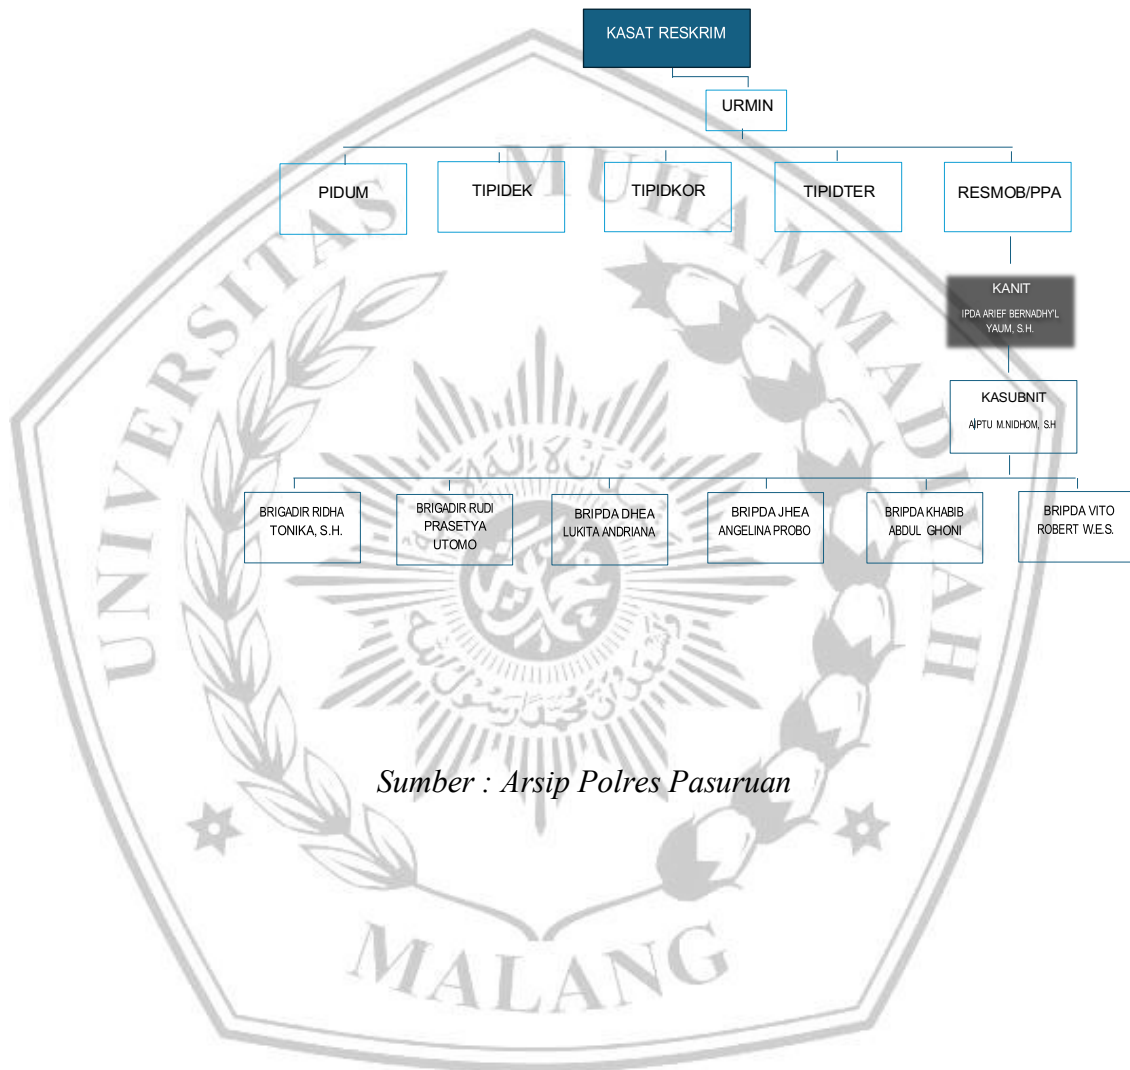 KASAT RESKRIM
URMIN
PIDUM
TIPIDEK
TIPIDKOR
TIPIDTER
RESMOB/PPA
KANIT
IPDA ARIEF BERNADHY'L
YAUM, S.H.
KASUBNIT
AIPTU M.NIDHOM, S.H
BRIGADIR RIDHA
TONIKA, S.H.
BRIGADIR RUDI
PRASETYA
UTOMO
BRIPDA DHEA
LUKITA ANDRIANA
BRIPDA JHEA
ANGELINA PROBO
BRIPDA KHABIB
ABDUL GHONI
BRIPDA VITO
ROBERT W.E.S.
Sumber : Arsip Polres Pasuruan
UNIVERSITAS MUHAMMADIYAH
MALANG